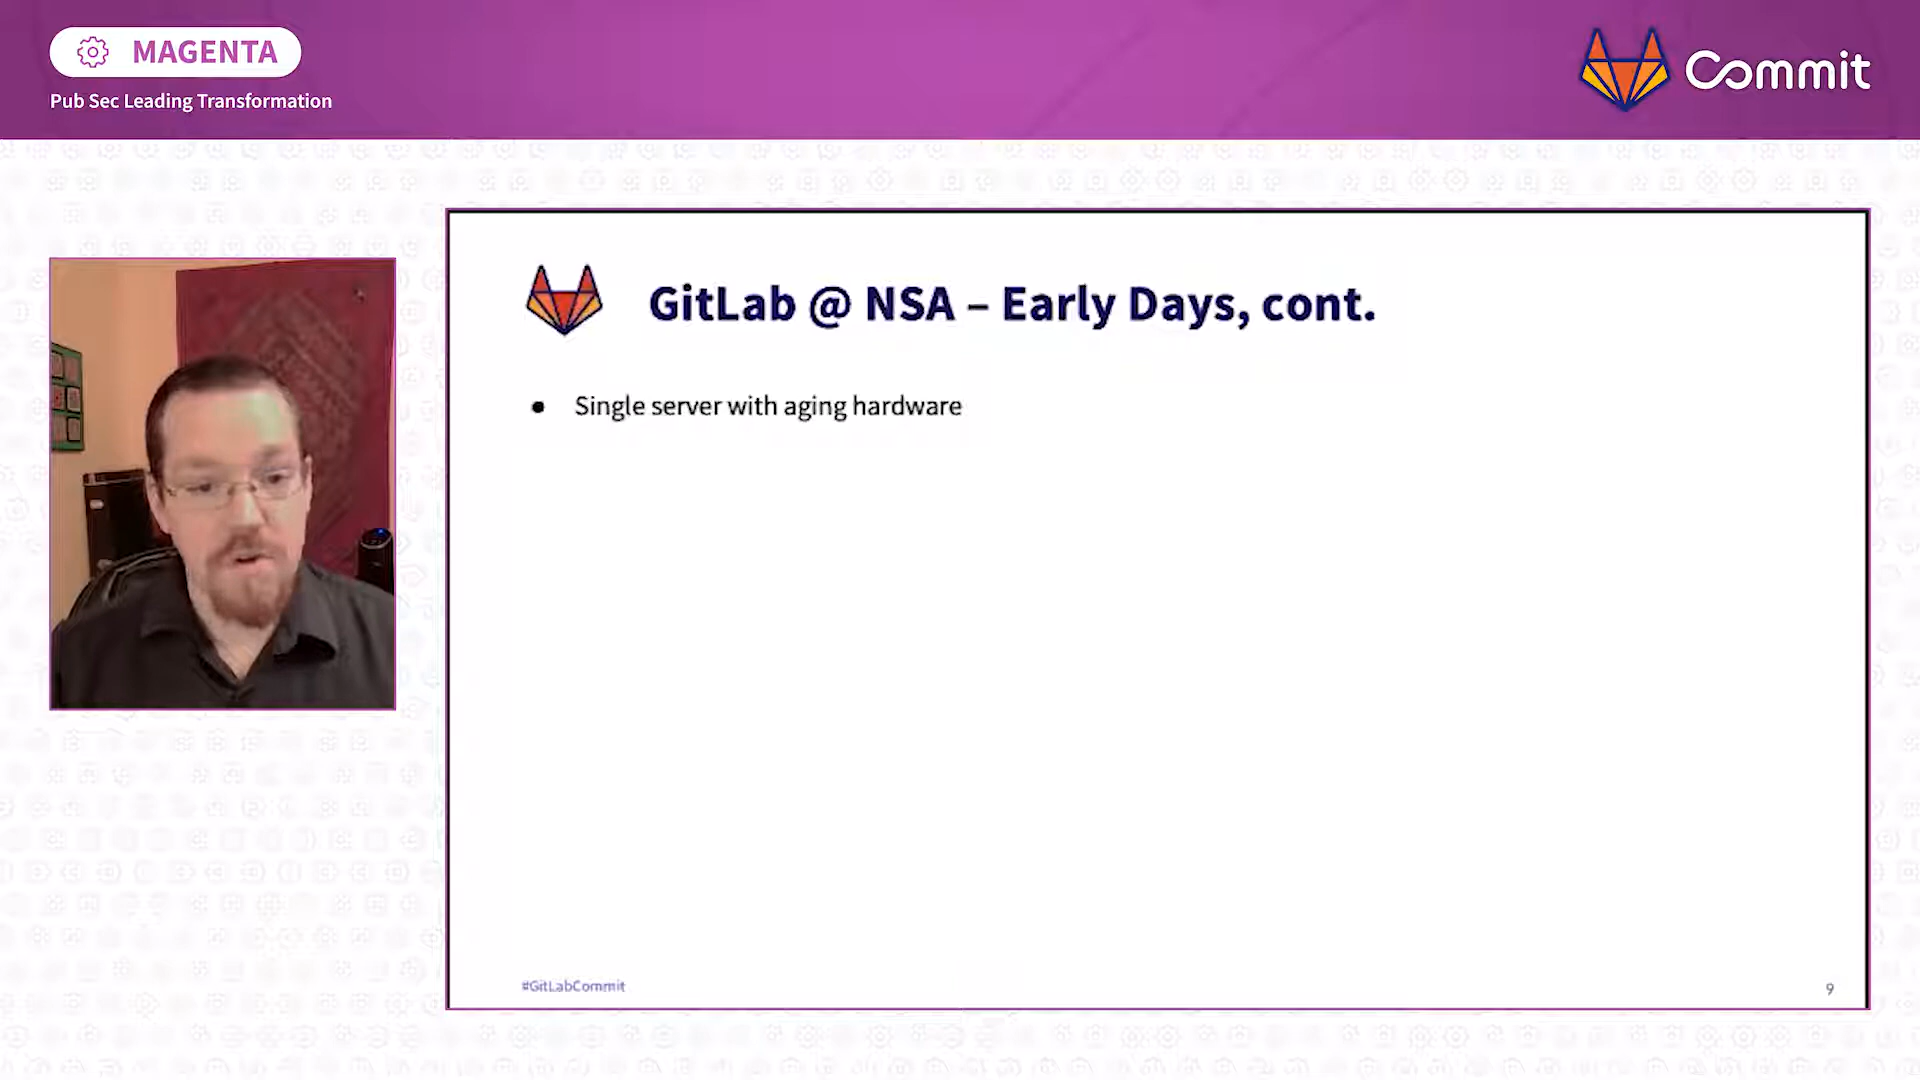 MAGENTA
Pub Sec Leading Transformation
Commit
GitLab @ NSA – Early Days, cont.
● Single server with aging hardware
#GitLabCommit
9